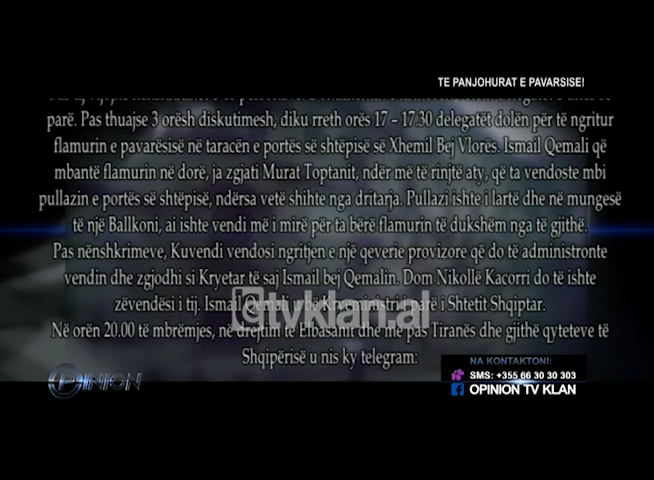 TE PANJOHURAT E PAVARSISE!
parë. Pas thuajse 3 orësh diskutimesh, diku rreth orës 17 – 17.30 delegatët dolën për të ngritur
flamurin e pavarësisë në taracën e portës së shtëpisë së Xhemil Bej Vlorës. Ismail Qemali që
mbantë flamurin në dorë, ja zgjati Murat Toptanit, ndër më të rinjtë aty, që ta vendoste mbi
pullazin e portës së shtëpisë, ndërsa vetë shihte nga dritarja. Pullazi ishte i lartë dhe në mungesë
të një Ballkoni, ai ishte vendi më i mirë për ta bërë flamurin të dukshëm nga të gjithë.
Pas nënshkrimeve, Kuvendi vendosi ngritjen e një qeverie provizore që do të administronte
vendin dhe zgjodhi si Kryetar të saj Ismail bej Qemalin. Dom Nikollë Kacorri do të ishte
zëvendësi i tij. Ismail Qemali u bë Kryeministri i parë i Shtetit Shqiptar.
Në orën 20.00 të mbrëmjes, në drejtim të Elbasanit dhe më pas Tiranës dhe gjithë qyteteve të
Shqipërisë u nis ky telegram:
tvklan.al
OPINION
NA KONTAKTONI:
SMS: +355 66 30 30 303
OPINION TV KLAN